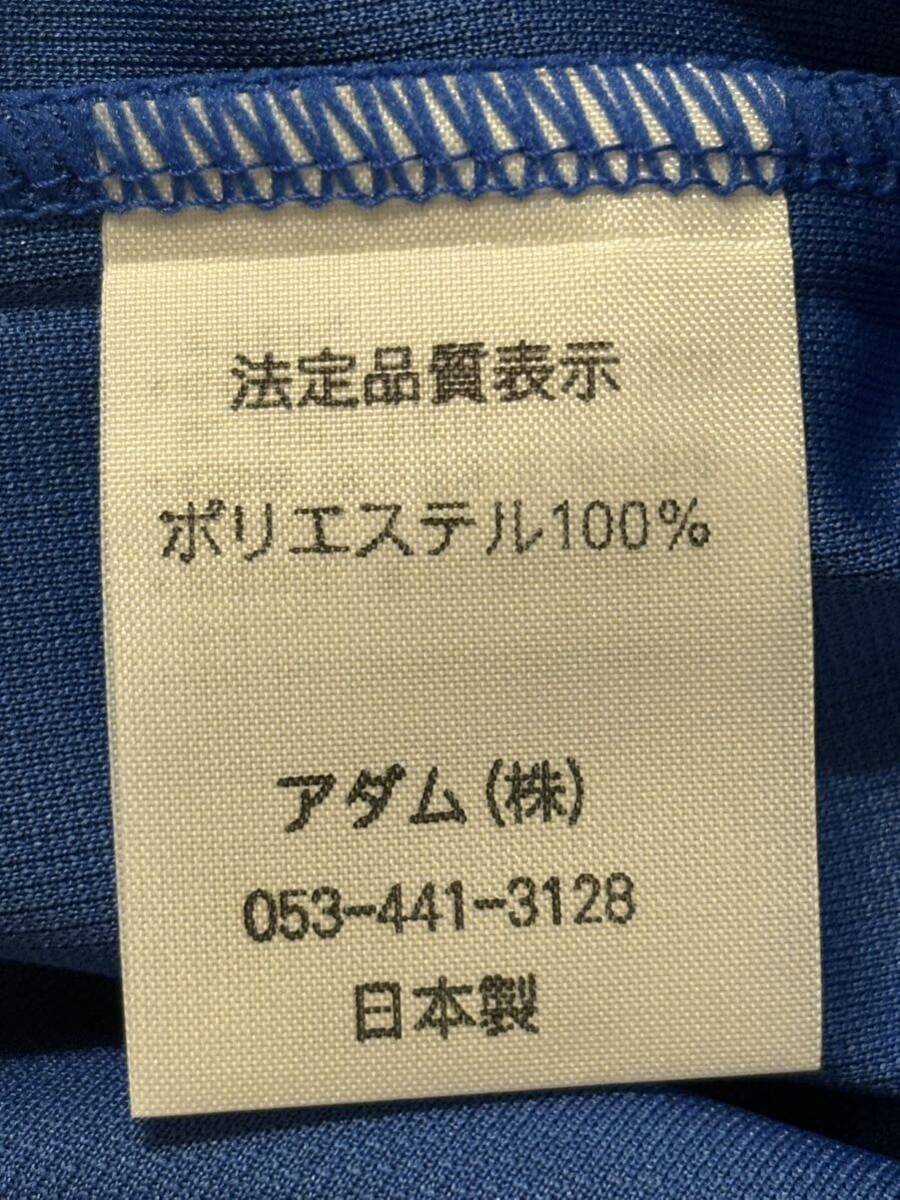 法定品質表示
ポリエステル100%
アダム(株)
053-441-3128
日本製